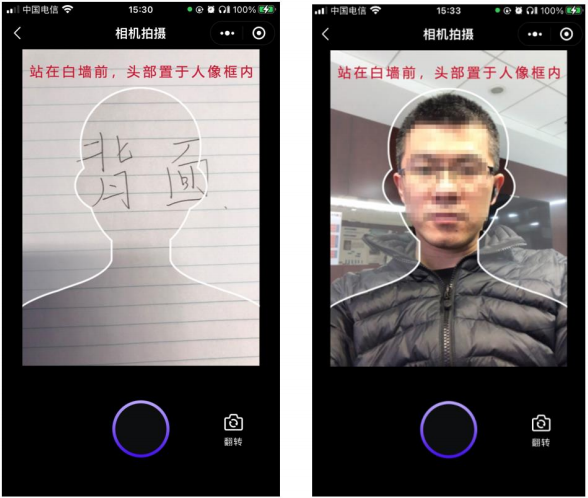 中国电信 15:30 100%
相机拍摄
站在白墙前，头部置于人像框内
背面
翻转
中国电信 15:33 100%
相机拍摄
站在白墙前，头部置于人像框内
翻转